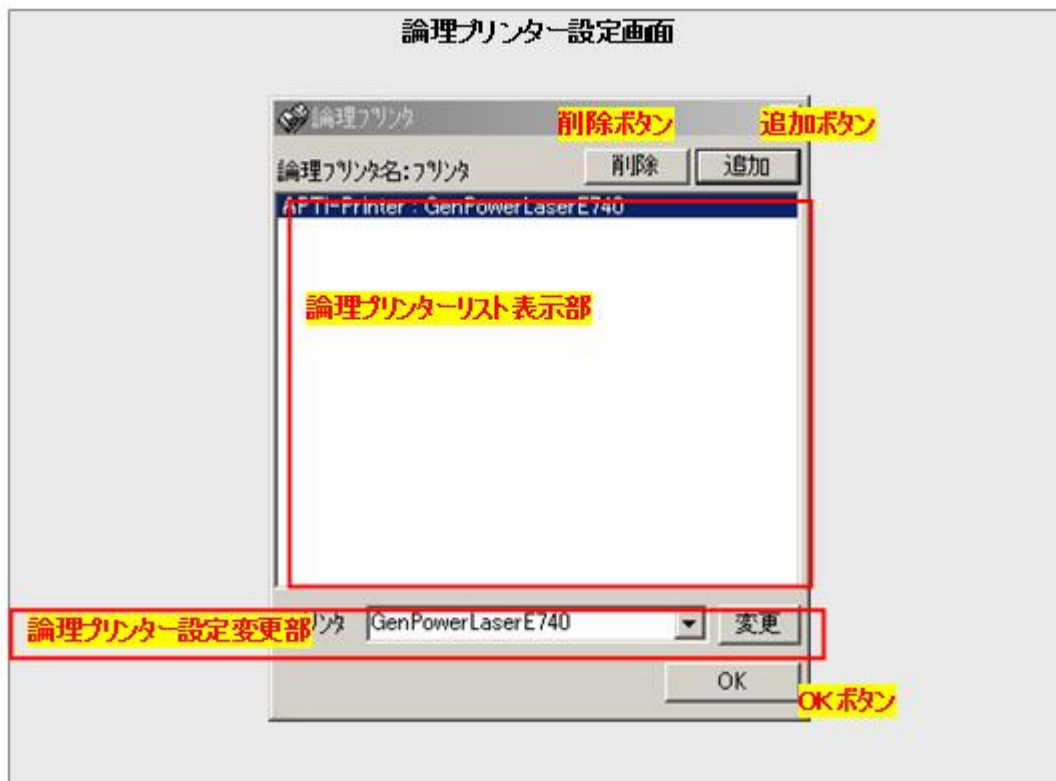 論理プリンター設定画面
論理プリンタ
削除ボタン
追加ボタン
論理プリンタ名:プリンタ
削除
追加
APTi-Printer : GenPowerLaserE740
論理プリンターリスト表示部
論理プリンター設定変更部
リンタ
GenPowerLaserE740
変更
OK
OKボタン